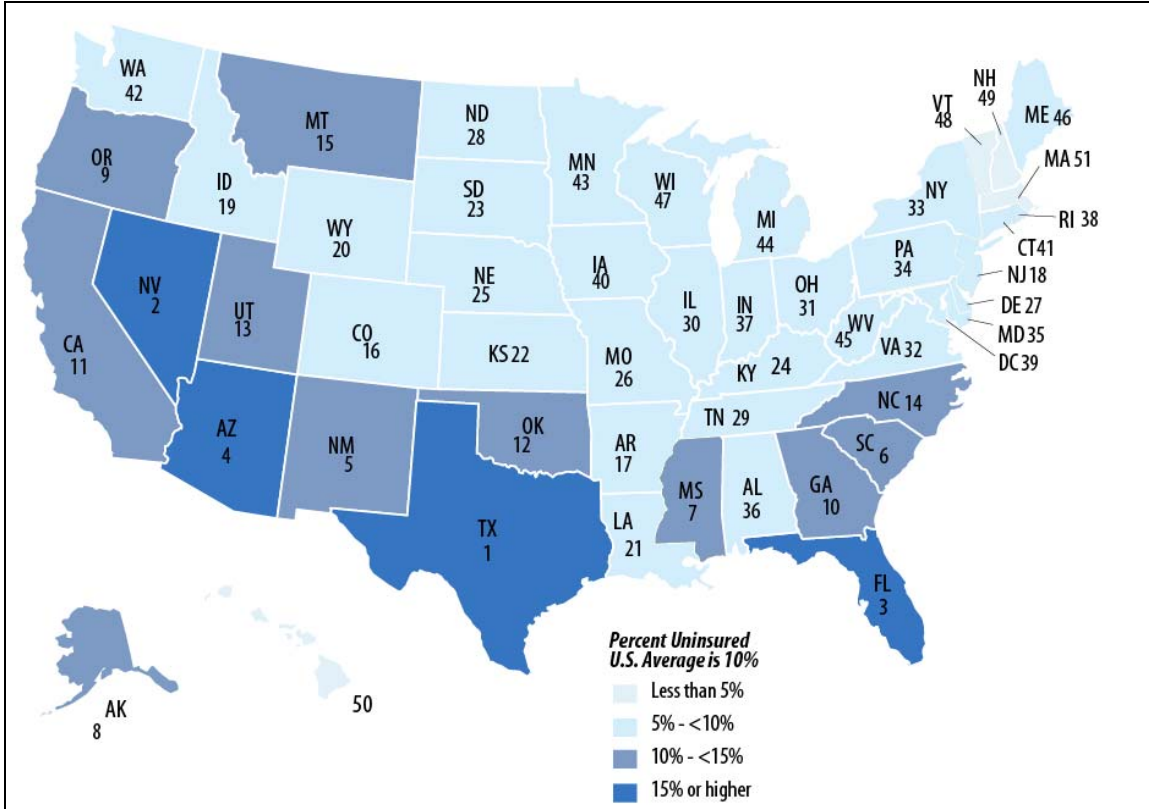 WA
42
MT
15
ND
28
MN
43
VT
48
NH
49
ME 46
OR
9
ID
19
SD
23
WI
47
MI
44
NY
33
MA 51
RI 38
CT41
WY
20
NE
25
IA
40
PA
34
NJ 18
NV
2
UT
13
CO
16
KS 22
IL
30
IN
37
OH
31
WV
45
VA 32
DE 27
MD 35
DC39
CA
11
MO
26
KY 24
AZ
4
NM
5
OK
12
AR
17
TN 29
NC 14
SC
6
MS
7
AL
36
GA
10
TX
1
LA
21
FL
3
AK
8
50
Percent Uninsured
U.S. Average is 10%
Less than 5%
5% - <10%
10% - <15%
15% or higher